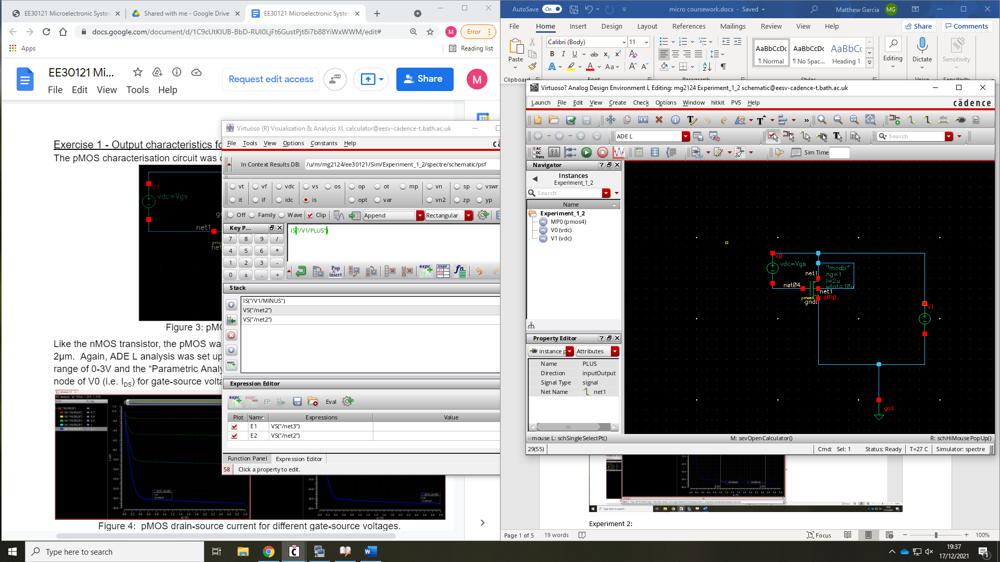 EE30121 Microelectronic System
Shared with me - Google Drive
EE30121 Microelectronic System
docs.google.com/document/d/1C9cUtKIUB-BbD-RUI0LjFt6GustPjt8i7b88YiWxWWM/edit#
M
Error
Apps
Reading list
EE30121 Mi...
Request edit access
Share
M
File Edit View Tools Help
31
Exercise 1 - Output characteristics fo
The pMOS characterisation circuit was c
V1
vdc=Vgs
net1
Figure 3: pMO
Like the nMOS transistor, the pMOS wa
2µm. Again, ADE L analysis was set up
range of 0-3V and the “Parametric Analy
node of V0 (i.e. IDS) for gate-source volta
Figure 4: pMOS drain-source current for different gate-source voltages.
Virtuoso (R) Visualization & Analysis XL calculator@eesv-cadence-t.bath.ac.uk
File Tools View Options Constants Help
In Context Results DB: /u/m/mg2124/ee30121/Sim/Experiment_1_2/spectre/schematic/psf
vt vf vdc vs os op ot mp vn sp vswr
it if idc is opt var vn2 zp yp
Off Family Wave Clip Append Rectangular
Key P...
7 8 9 /
4 5 6 *
1 2 3 -
0 ± . +
IS("/V1/PLUS")
Pop & insert
Stack
IS("/V1/MINUS")
VS("/net2")
VS("/net2")
Expression Editor
EP Eval
Plot Name Expressions Value
E1 VS("/net3")
E2 VS("/net2")
Function Panel Expression Editor
58 Click a property to edit.
AutoSave On micro coursework.docx - Saved Matthew Garcia MG
File Home Insert Design Layout References Mailings Review View Help Share Comments
Paste
Clipboard
Calibri (Body) 11
Font
Paragraph
AaBbCcDc AaBbCcDc AaBbCc
¶ Normal ¶ No Spac... Heading 1
Styles
Editing
Dictate
Voice
Sensitivity
Sensitivity
Virtuoso? Analog Design Environment L Editing: mg2124 Experiment_1_2 schematic@eesv-cadence-t.bath.ac.uk
Launch File Edit View Create Check Options Window hitkit PVS Help
cādence
ADE L
Search
AC
DC
Trans
Sim Time
Navigator
Instances
Experiment_1_2
Search
Name
Experiment_1_2
MP0 (pmos4)
V0 (vdc)
V1 (vdc)
Property Editor
instance p Attributes
Name PLUS
Direction inputOutput
Signal Type signal
Net Name net1
V0
vdc=Vgs
net1
"modp"
ng=1
l=2u
wtot=10u
net04
net1
pmos4
MP0
gnd!
V1
gnd
mouse L: schSingleSelectPt() M: sevOpenCalculator() R: schHiMousePopUp()
29(55) Cmd: Sel: 1 Status: Ready T=27 C Simulator: spectre
Experiment 2:
Page 1 of 5 19 words Focus 100%
Type here to search
19:37
17/12/2021
1